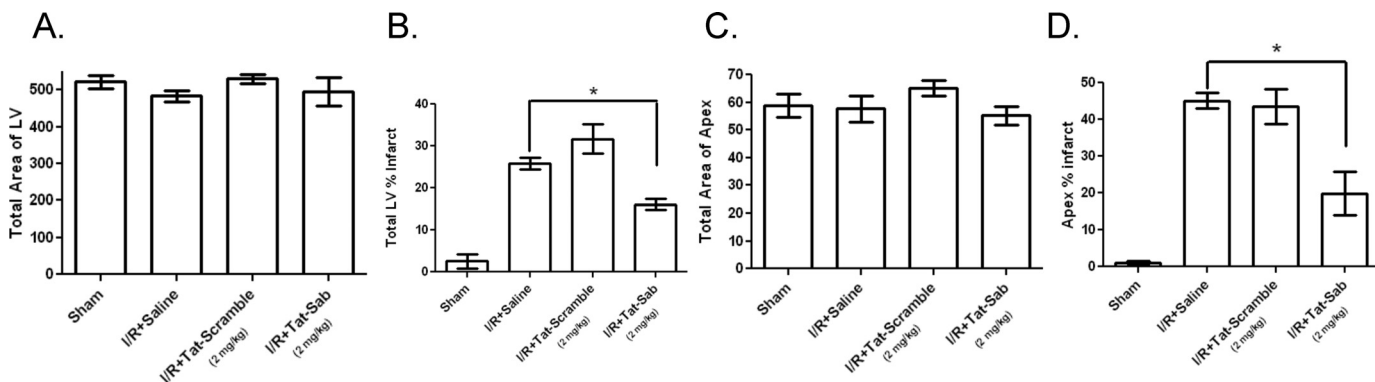 A.
Total Area of LV
500
400
300
200
100
0
Sham
I/R+Saline
I/R+Tat-Scramble
(2 mg/kg)
I/R+Tat-Sab
(2 mg/kg)
B.
Total LV % Infarct
40
30
20
10
0
*
Sham
I/R+Saline
I/R+Tat-Scramble
(2 mg/kg)
I/R+Tat-Sab
(2 mg/kg)
C.
Total Area of Apex
70
60
50
40
30
20
10
0
Sham
I/R+Saline
I/R+Tat-Scramble
(2 mg/kg)
I/R+Tat-Sab
(2 mg/kg)
D.
Apex % infarct
50
40
30
20
10
0
*
Sham
I/R+Saline
I/R+Tat-Scramble
(2 mg/kg)
I/R+Tat-Sab
(2 mg/kg)